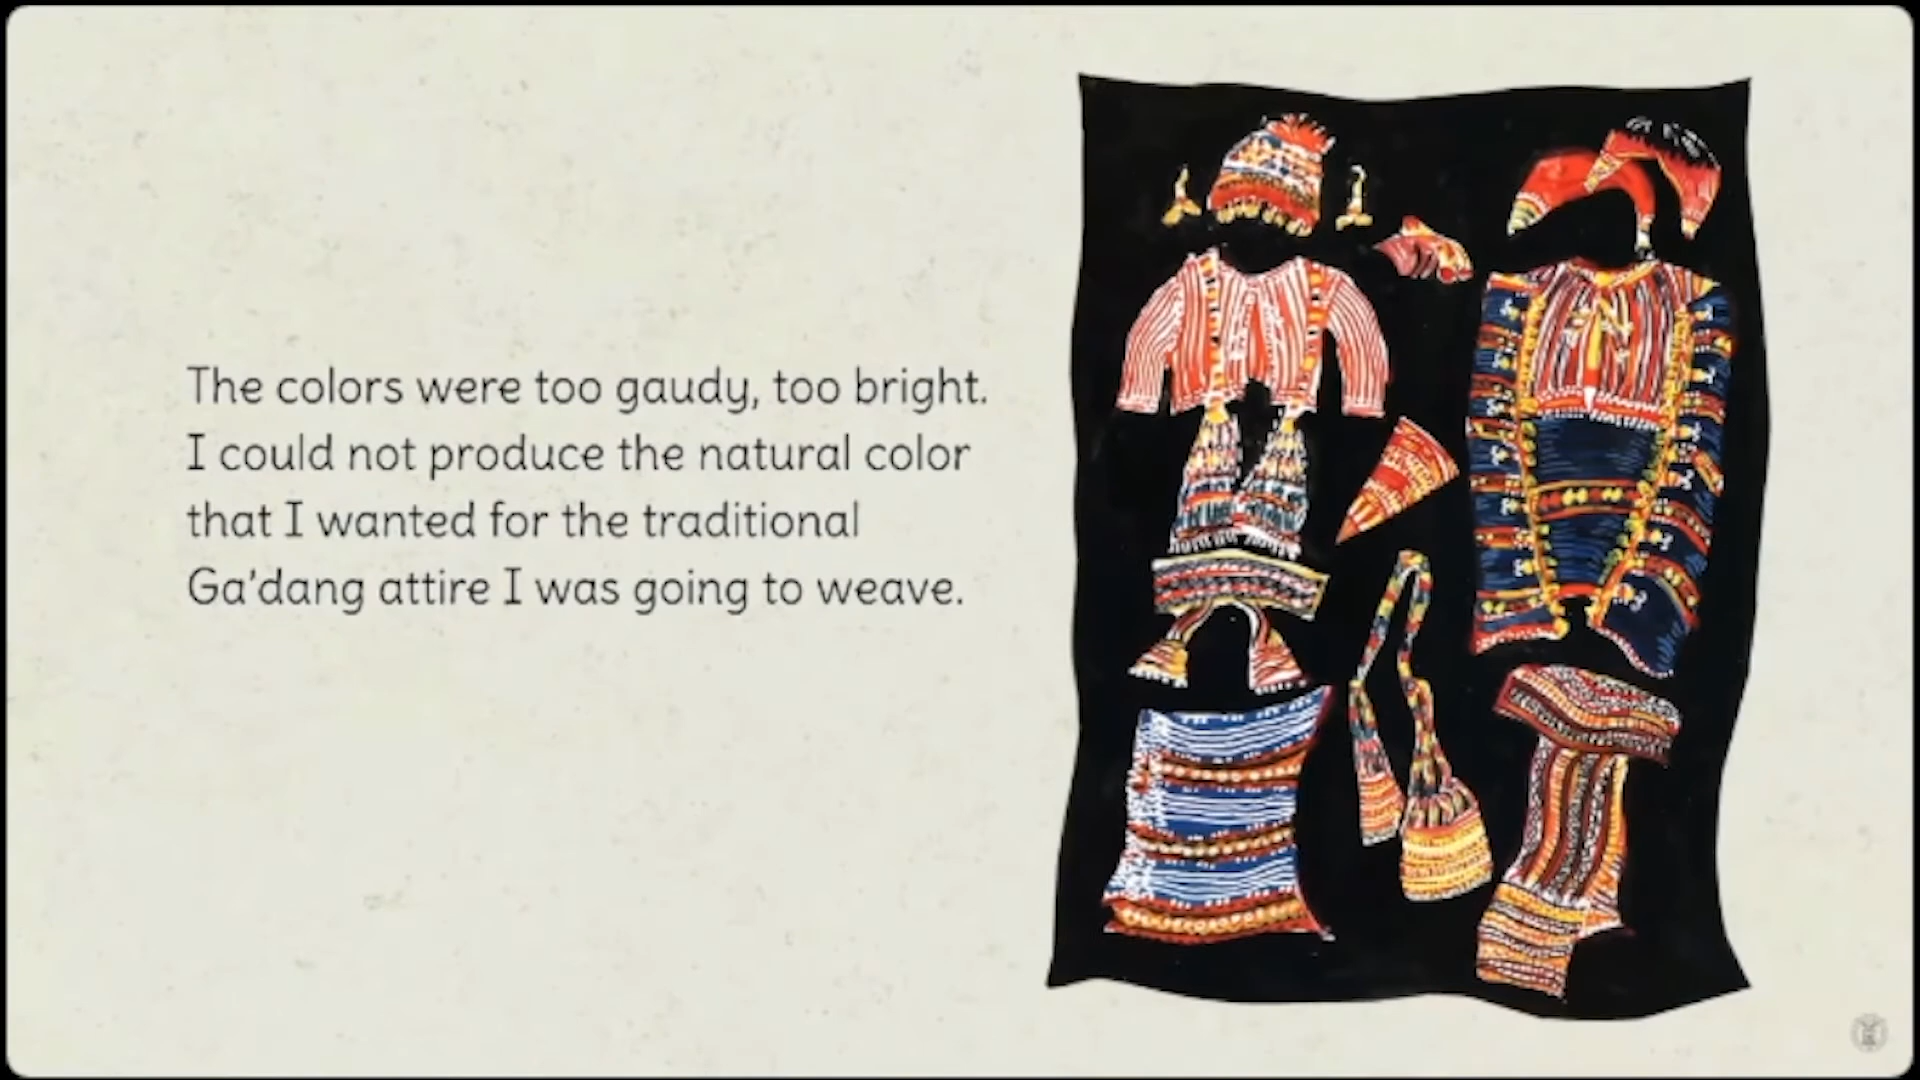 The colors were too gaudy, too bright.
I could not produce the natural color
that I wanted for the traditional
Ga'dang attire I was going to weave.